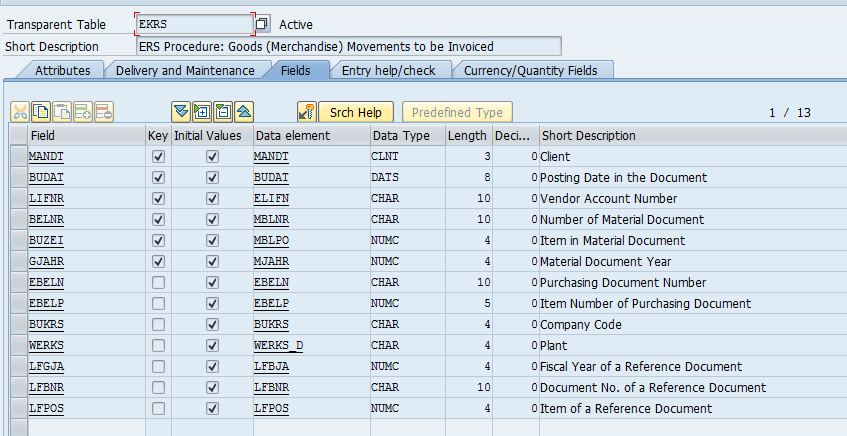 Transparent Table EKRS Active
Short Description ERS Procedure: Goods (Merchandise) Movements to be Invoiced
Attributes Delivery and Maintenance Fields Entry help/check Currency/Quantity Fields
Srch Help Predefined Type 1 / 13
Field Key Initial Values Data element Data Type Length Deci... Short Description
MANDT MANDT CLNT 3 0 Client
BUDAT BUDAT DATS 8 0 Posting Date in the Document
LIFNR ELIFN CHAR 10 0 Vendor Account Number
BELNR MBLNR CHAR 10 0 Number of Material Document
BUZEI MBLPO NUMC 4 0 Item in Material Document
GJAHR MJAHR NUMC 4 0 Material Document Year
EBELN EBELN CHAR 10 0 Purchasing Document Number
EBELP EBELP NUMC 5 0 Item Number of Purchasing Document
BUKRS BUKRS CHAR 4 0 Company Code
WERKS WERKS_D CHAR 4 0 Plant
LFGJA LFBJA NUMC 4 0 Fiscal Year of a Reference Document
LFBNR LFBNR CHAR 10 0 Document No. of a Reference Document
LFPOS LFPOS NUMC 4 0 Item of a Reference Document